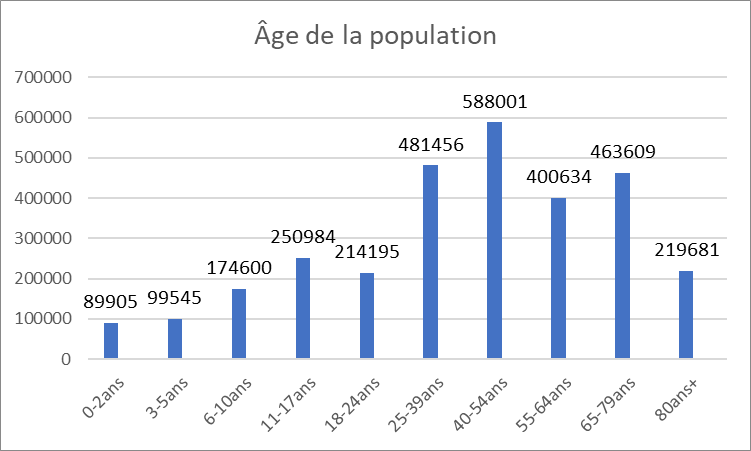 Âge de la population
700000
600000
500000
400000
300000
200000
100000
0
89905
99545
174600
250984
214195
481456
588001
400634
463609
219681
0-2ans
3-5ans
6-10ans
11-17ans
18-24ans
25-39ans
40-54ans
55-64ans
65-79ans
80ans+